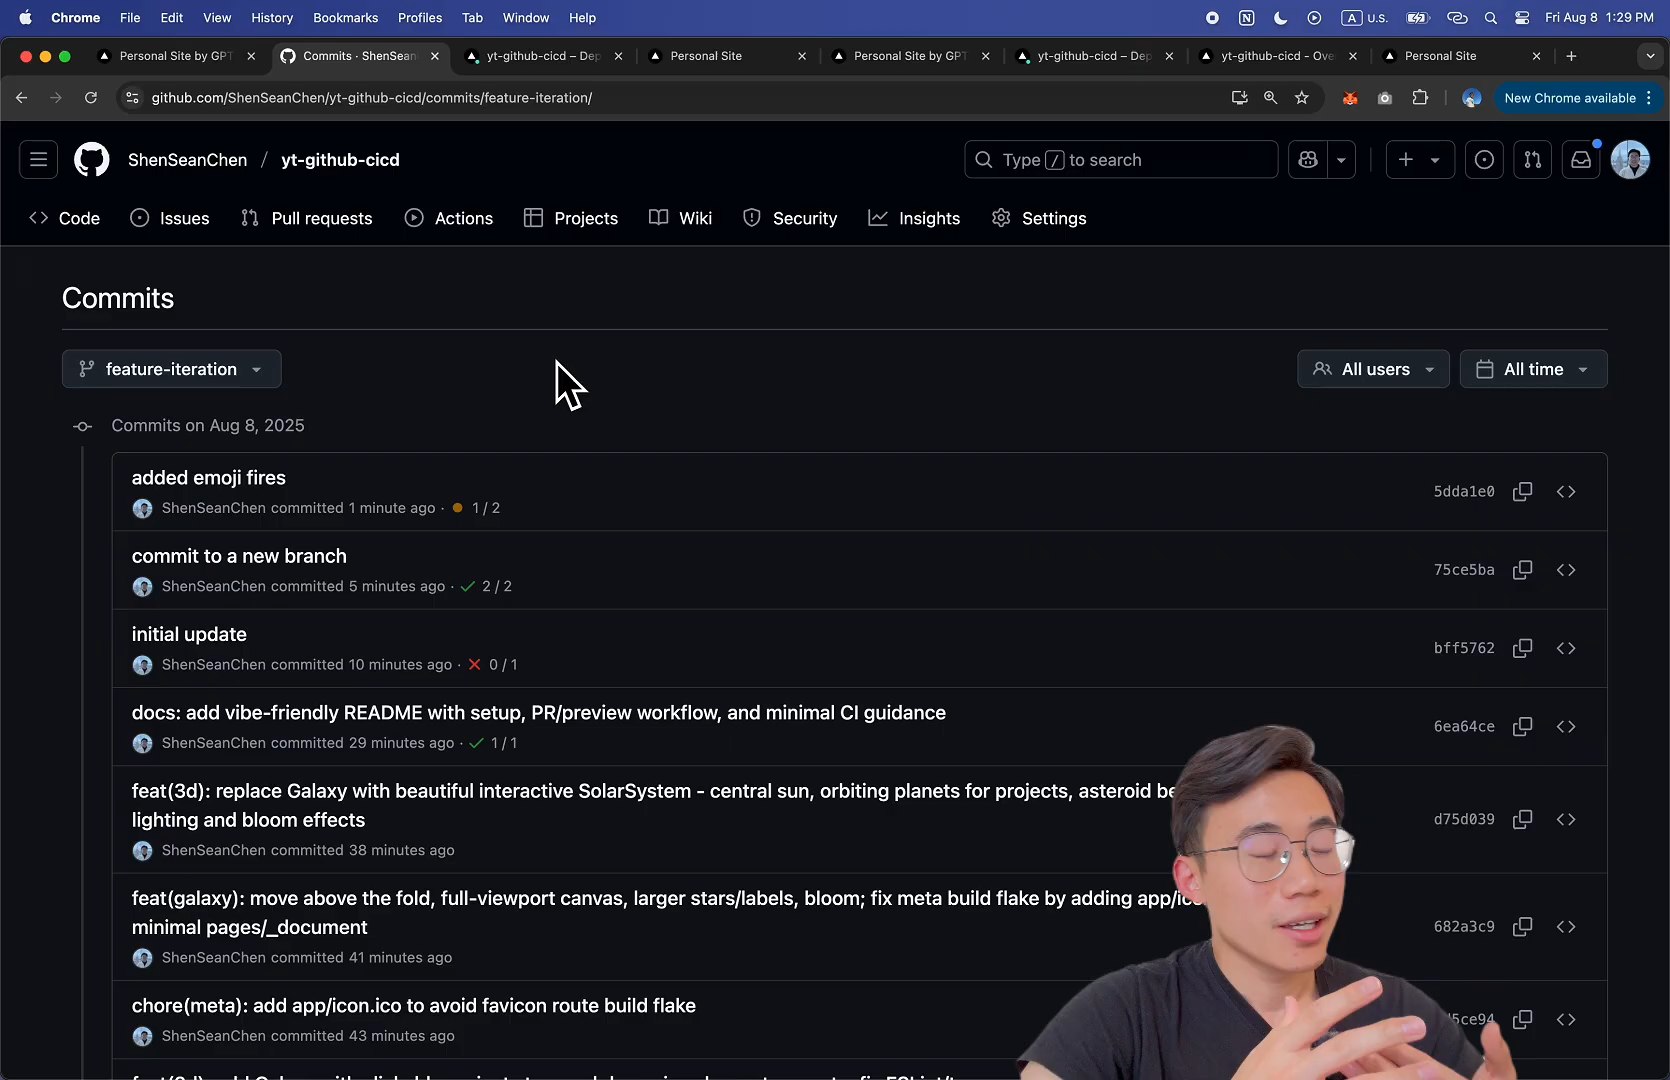 Chrome File Edit View History Bookmarks Profiles Tab Window Help
A U.S. Fri Aug 8 1:29 PM
Personal Site by GPT
Commits · ShenSean
yt-github-cicd – Dep
Personal Site
Personal Site by GPT
yt-github-cicd – Dep
yt-github-cicd - Ove
Personal Site
github.com/ShenSeanChen/yt-github-cicd/commits/feature-iteration/
New Chrome available
ShenSeanChen / yt-github-cicd
Type / to search
Code Issues Pull requests Actions Projects Wiki Security Insights Settings
Commits
feature-iteration
All users
All time
Commits on Aug 8, 2025
added emoji fires
5dda1e0
ShenSeanChen committed 1 minute ago · 1 / 2
commit to a new branch
75ce5ba
ShenSeanChen committed 5 minutes ago · 2 / 2
initial update
bff5762
ShenSeanChen committed 10 minutes ago · 0 / 1
docs: add vibe-friendly README with setup, PR/preview workflow, and minimal CI guidance
6ea64ce
ShenSeanChen committed 29 minutes ago · 1 / 1
feat(3d): replace Galaxy with beautiful interactive SolarSystem - central sun, orbiting planets for projects, asteroid be
lighting and bloom effects
d75d039
ShenSeanChen committed 38 minutes ago
feat(galaxy): move above the fold, full-viewport canvas, larger stars/labels, bloom; fix meta build flake by adding app/ic
minimal pages/_document
682a3c9
ShenSeanChen committed 41 minutes ago
chore(meta): add app/icon.ico to avoid favicon route build flake
5ce94
ShenSeanChen committed 43 minutes ago